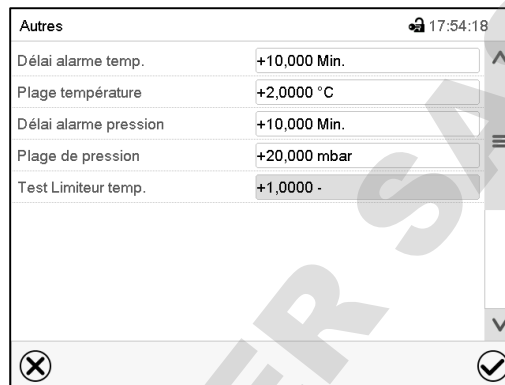 Autres 17:54:18
Délai alarme temp. +10,000 Min.
Plage température +2,0000 °C
Délai alarme pression +10,000 Min.
Plage de pression +20,000 mbar
Test Limiteur temp. +1,0000 -